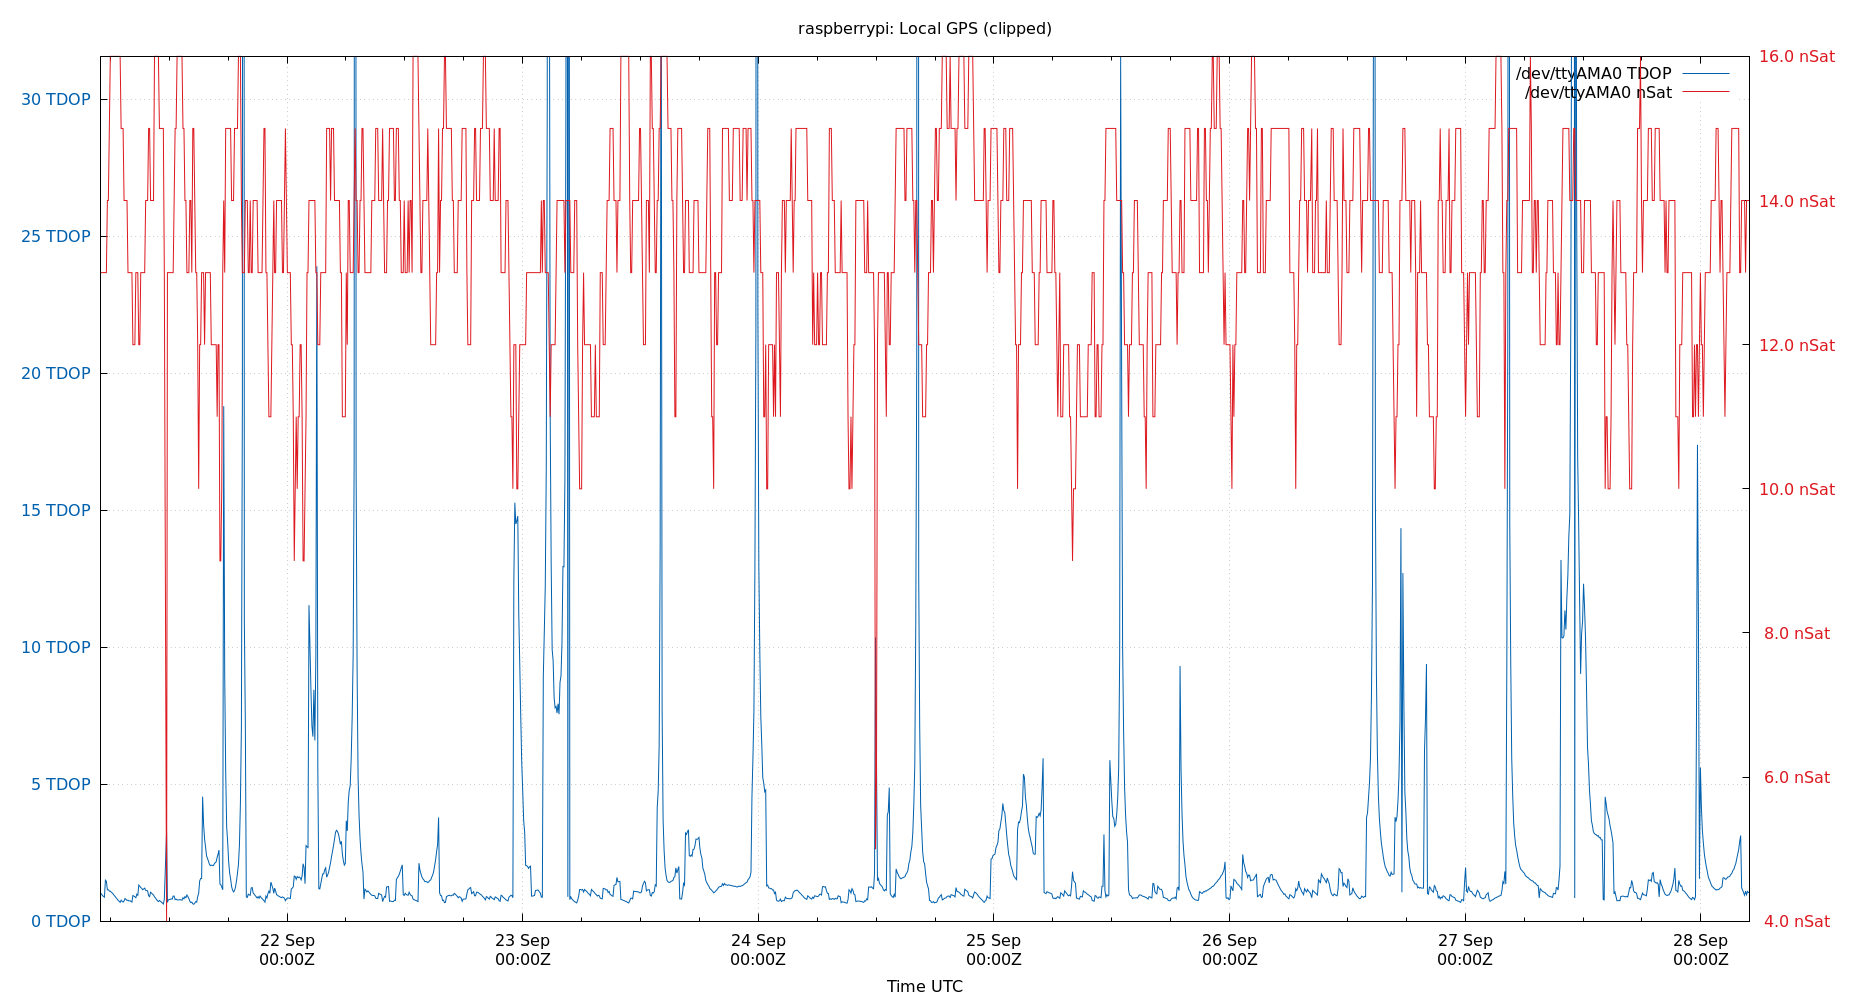 raspberrypi: Local GPS (clipped)
/dev/ttyAMA0 TDOP
/dev/ttyAMA0 nSat
30 TDOP
25 TDOP
20 TDOP
15 TDOP
10 TDOP
5 TDOP
0 TDOP
16.0 nSat
14.0 nSat
12.0 nSat
10.0 nSat
8.0 nSat
6.0 nSat
4.0 nSat
22 Sep
00:00Z
23 Sep
00:00Z
24 Sep
00:00Z
25 Sep
00:00Z
26 Sep
00:00Z
27 Sep
00:00Z
28 Sep
00:00Z
Time UTC